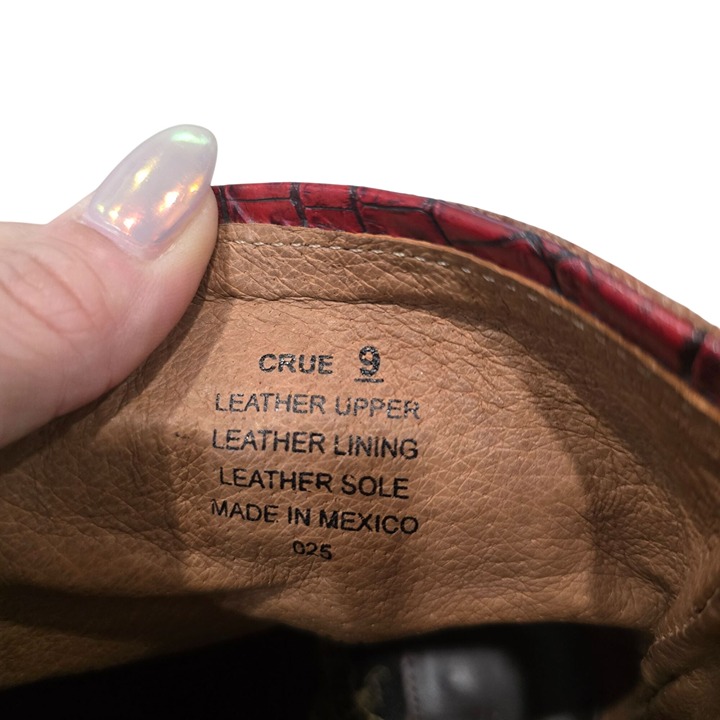 CRUE 9
LEATHER UPPER
LEATHER LINING
LEATHER SOLE
MADE IN MEXICO
025